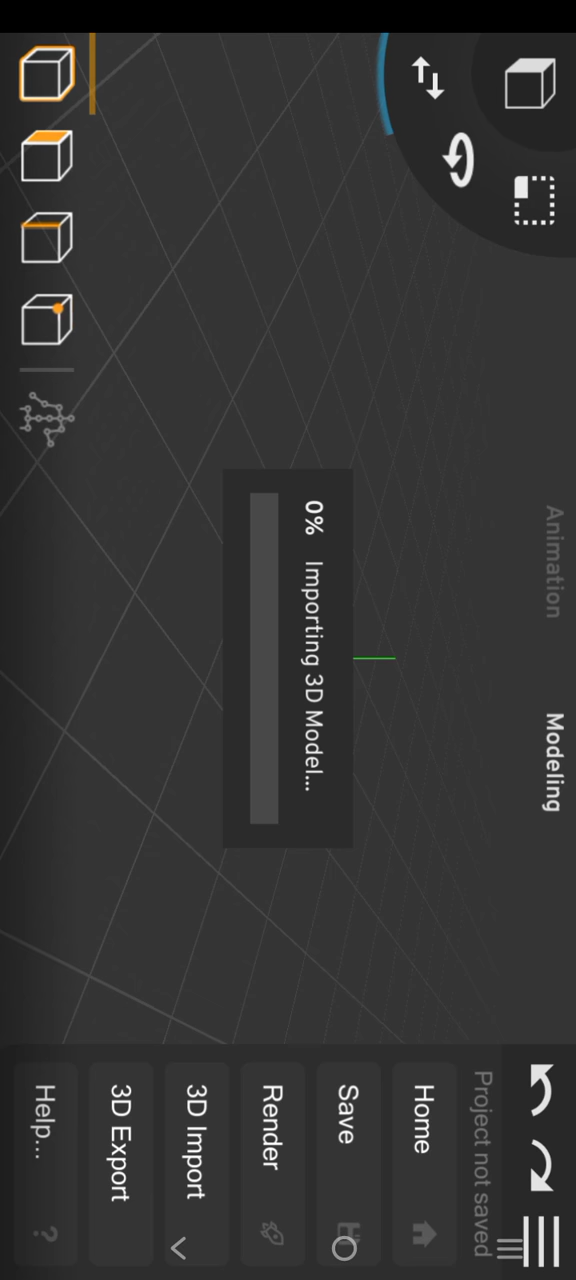 Animation
Modeling
0% Importing 3D Model...
Project not saved
Home
Save
Render
3D Import
3D Export
Help...
?